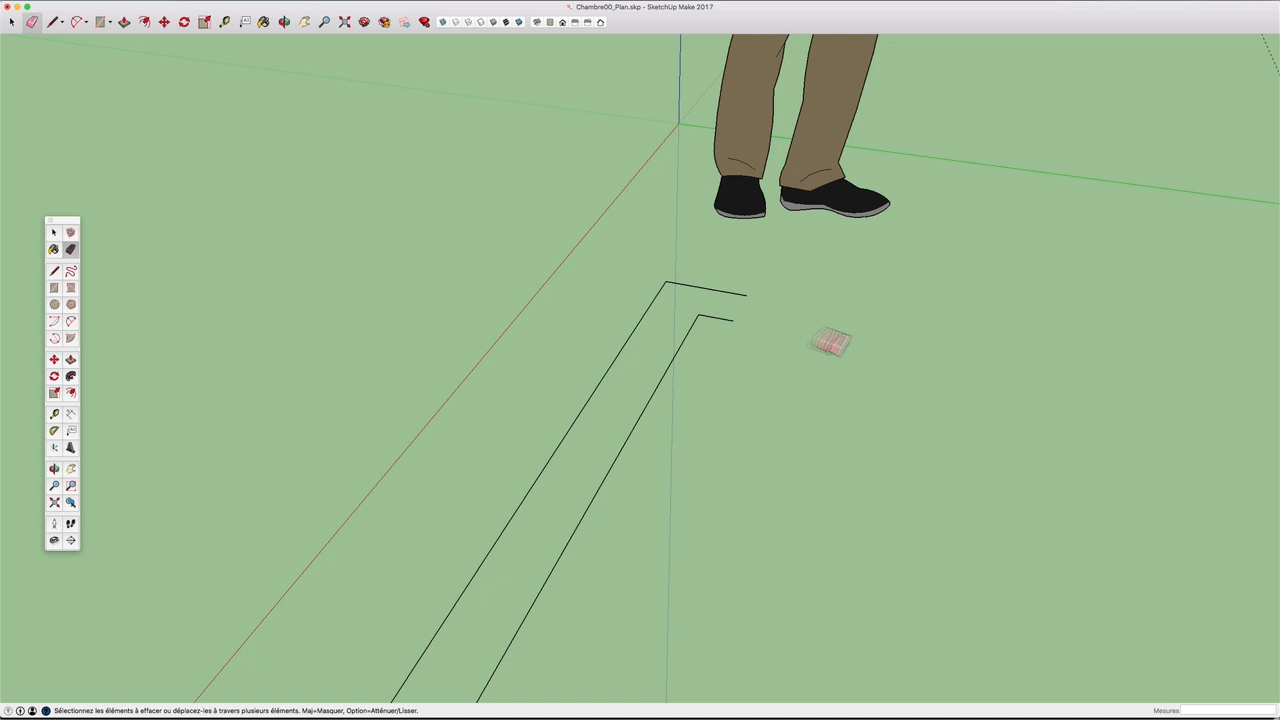 Chambre00_Plan.skp - SketchUp Make 2017
Sélectionnez les éléments à effacer ou déplacez-les à travers plusieurs éléments. Maj=Masquer, Option=Atténuer/Lisser.
Mesures